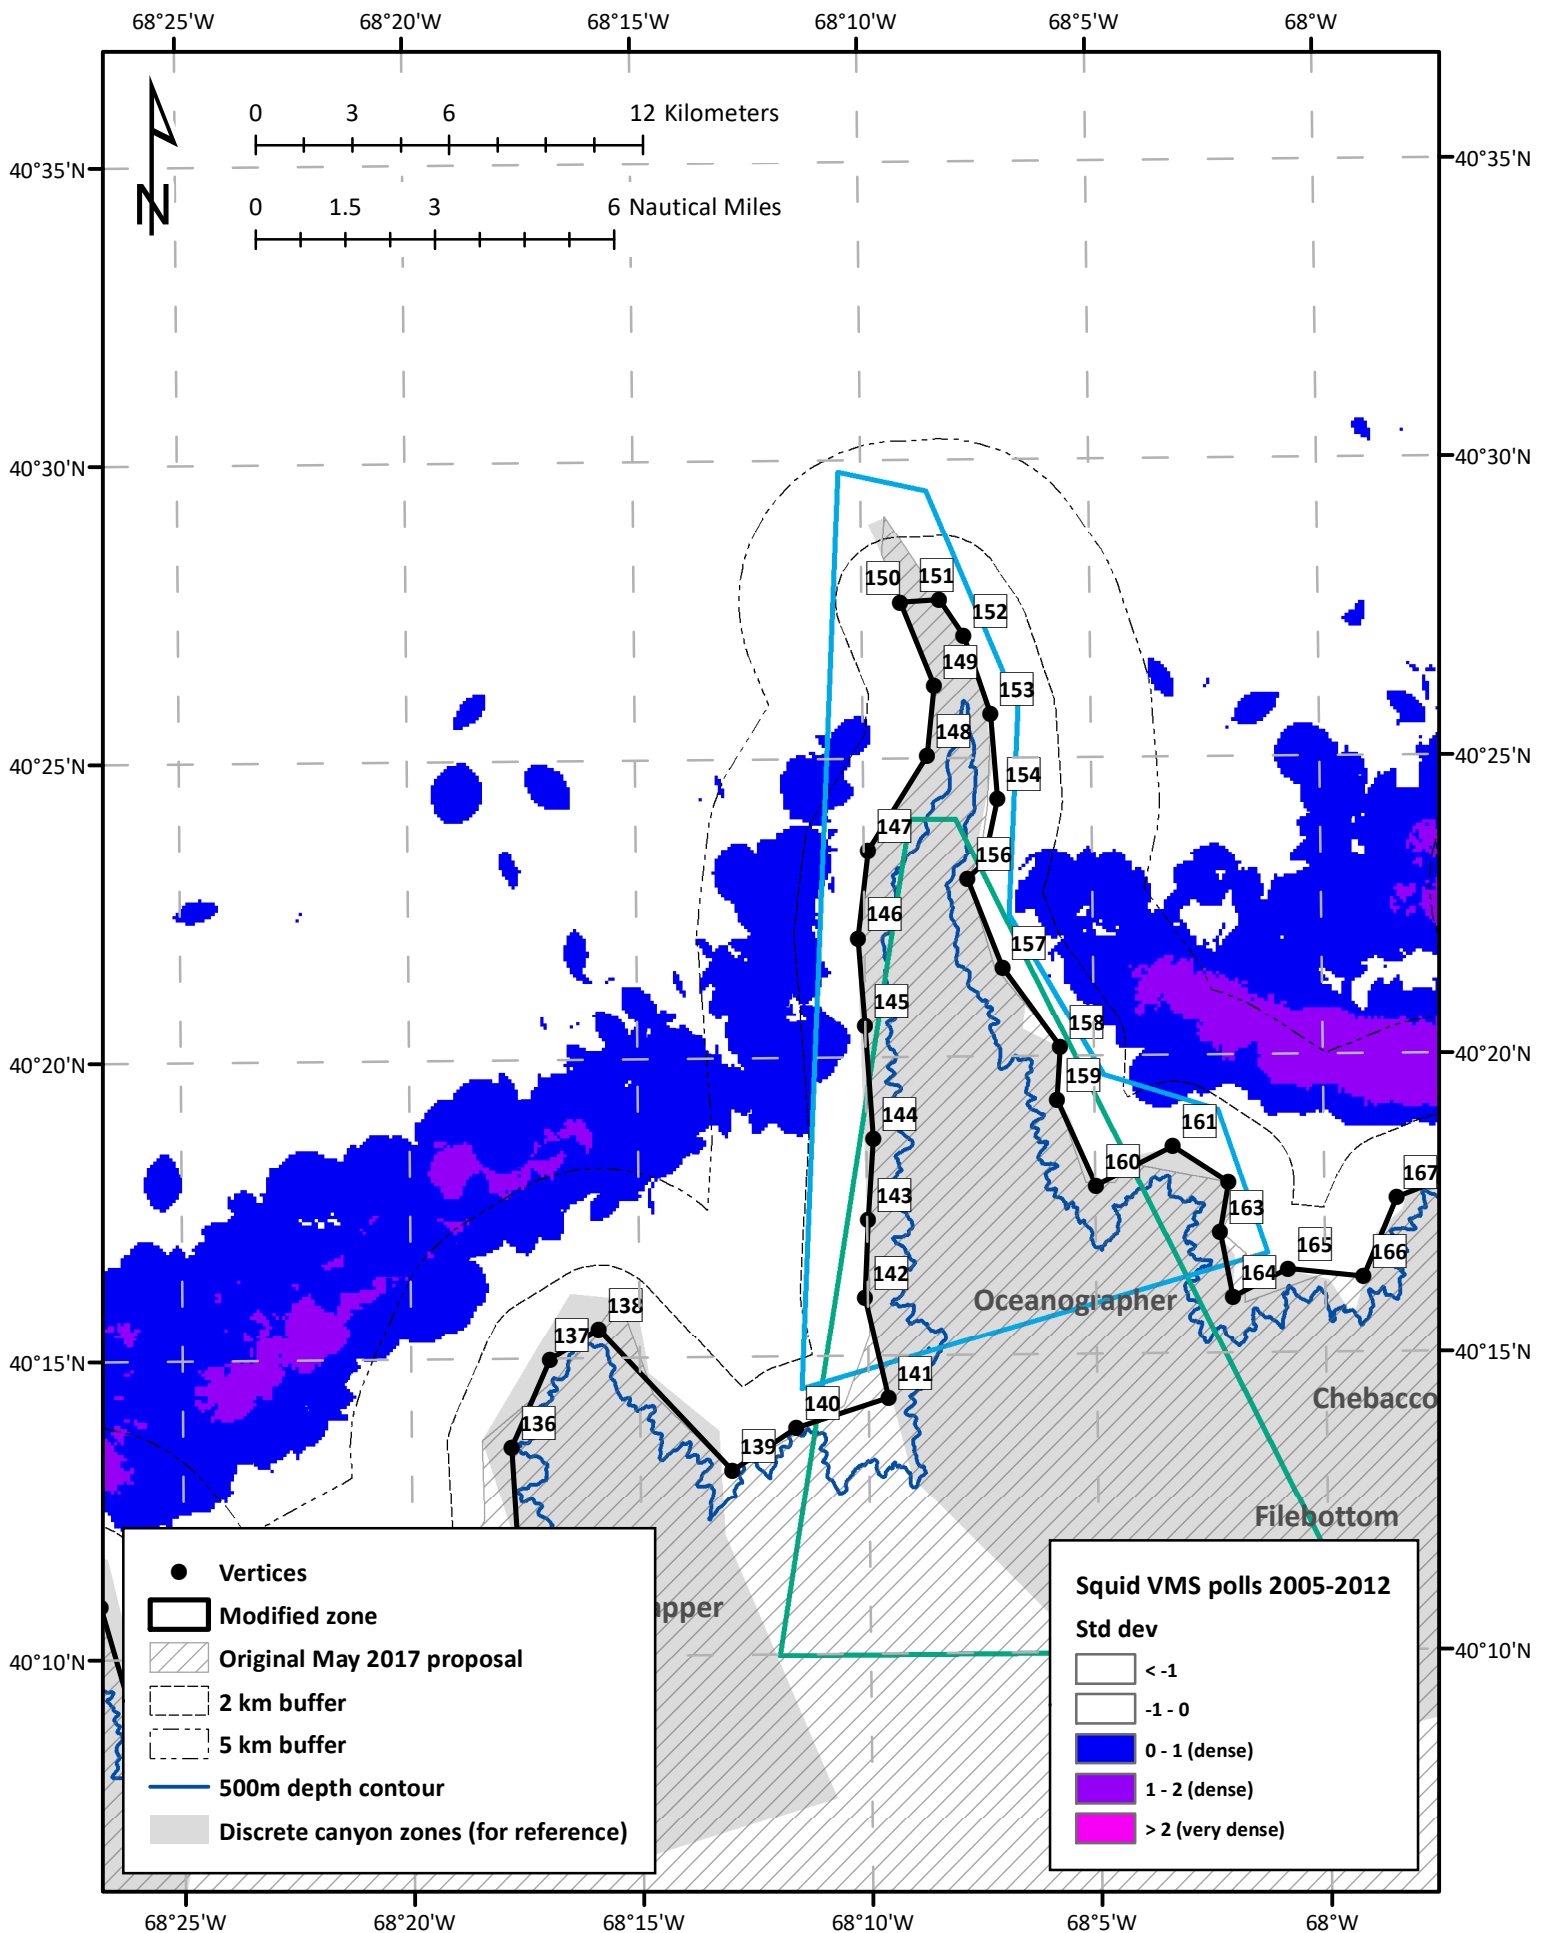 68°25'W 68°20'W 68°15'W 68°10'W 68°5'W 68°W
0 3 6 12 Kilometers
40°35'N 40°35'N
N
0 1.5 3 6 Nautical Miles
40°30'N 40°30'N
150 151
152
149
153
148
40°25'N 40°25'N
154
147
156
146
157
145
158
40°20'N 40°20'N
159
144
161
160
167
143
163
165
166
142
164
Oceanographer
138
137
40°15'N 40°15'N
141
140
Chebacco
136
139
Filebottom
Vertices
Modified zone
Original May 2017 proposal
2 km buffer
5 km buffer
500m depth contour
Discrete canyon zones (for reference)
pper
Squid VMS polls 2005-2012
Std dev
< -1
-1 - 0
0 - 1 (dense)
1 - 2 (dense)
> 2 (very dense)
40°10'N 40°10'N
68°25'W 68°20'W 68°15'W 68°10'W 68°5'W 68°W